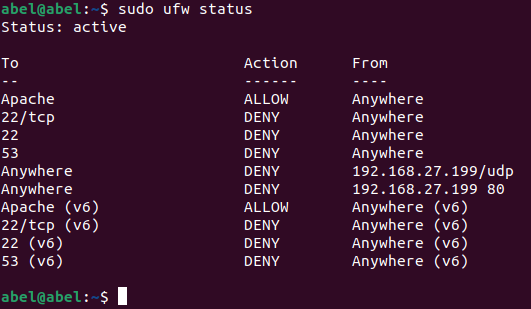 abel@abel:~$ sudo ufw status
Status: active
To Action From
-- ------ ----
Apache ALLOW Anywhere
22/tcp DENY Anywhere
22 DENY Anywhere
53 DENY Anywhere
Anywhere DENY 192.168.27.199/udp
Anywhere DENY 192.168.27.199 80
Apache (v6) ALLOW Anywhere (v6)
22/tcp (v6) DENY Anywhere (v6)
22 (v6) DENY Anywhere (v6)
53 (v6) DENY Anywhere (v6)
abel@abel:~$